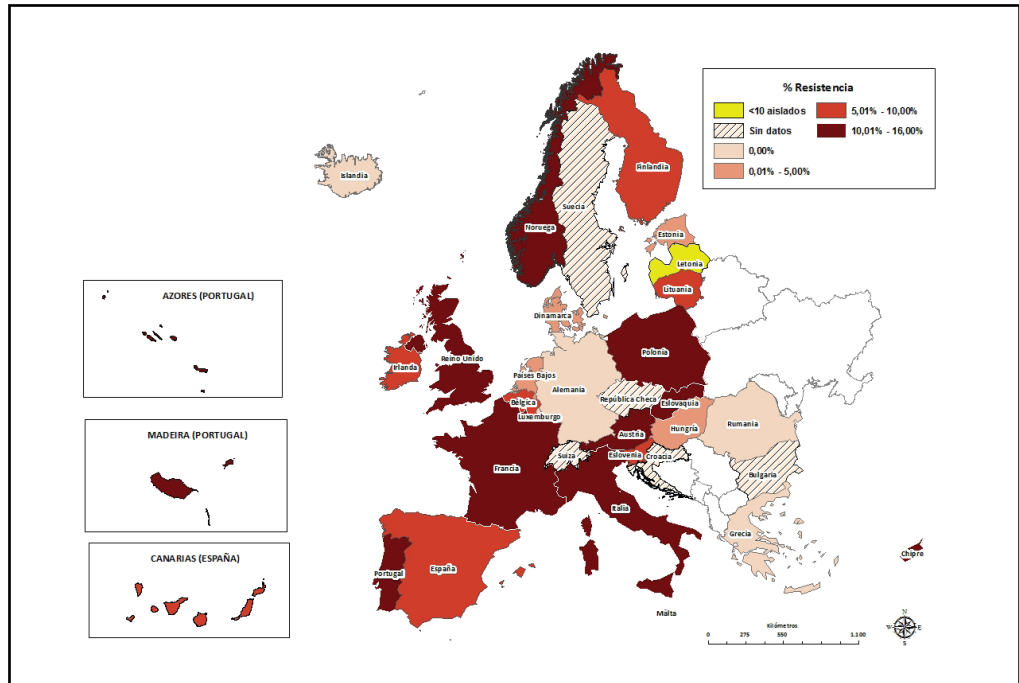 % Resistencia
<10 aislados
5,01% - 10,00%
Sin datos
10,01% - 16,00%
0,00%
0,01% - 5,00%
Islandia
Finlandia
Suecia
Noruega
Estonia
Letonia
Lituania
AZORES (PORTUGAL)
Dinamarca
Reino Unido
Polonia
Irlanda
Países Bajos
Alemania
República Checa
Bélgica
Eslovaquia
Luxemburgo
Rumania
Hungría
Austria
MADEIRA (PORTUGAL)
Suiza
Eslovenia
Croacia
Francia
Bulgaria
Italia
Grecia
Chipre
CANARIAS (ESPAÑA)
España
Portugal
Malta
N
W
E
S
Kilómetros
0 275 550 1.100